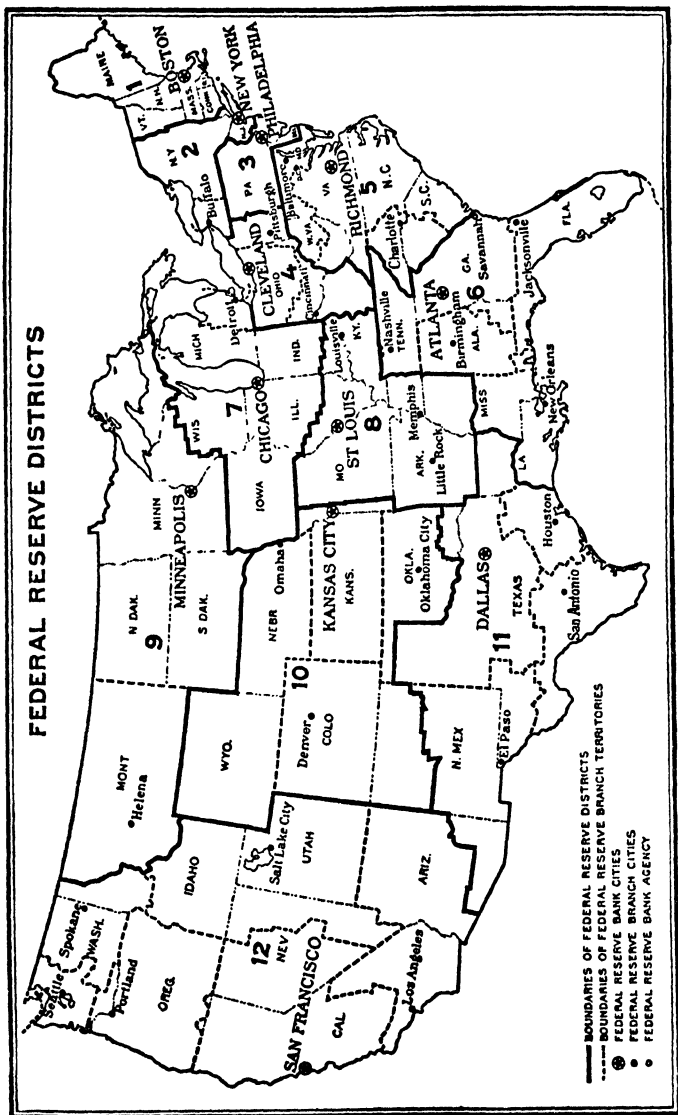 FEDERAL RESERVE DISTRICTS
MAINE
1
VT.
N.H.
BOSTON
MASS.
CONN.
N.Y.
2
Buffalo
NEW YORK
PHILADELPHIA
PA
3
Pittsburgh
Baltimore
CLEVELAND
OHIO
4
Cincinnati
W.VA.
VA
RICHMOND
5
N.C
Charlotte
S.C.
MICH
Detroit
WIS
7
CHICAGO
IOWA
ILL.
IND.
Louisville
KY.
MO
ST LOUIS
8
Nashville
TENN.
Memphis
ARK.
Little Rock
ATLANTA
Birmingham
ALA.
6
GA.
Savannah
Jacksonville
FLA.
MISS
LA
New Orleans
MINN
MINNEAPOLIS
N DAK.
9
S DAK.
MONT
Helena
NEBR
Omaha
KANSAS CITY
KANS.
10
WYO.
Denver
COLO
OKLA.
Oklahoma City
N. MEX
El Paso
DALLAS
11
TEXAS
Houston
San Antonio
Seattle
Spokane
WASH.
Portland
OREG.
IDAHO
Salt Lake City
UTAH
12
NEV
SAN FRANCISCO
CAL
Los Angeles
ARIZ.
BOUNDARIES OF FEDERAL RESERVE DISTRICTS
BOUNDARIES OF FEDERAL RESERVE BRANCH TERRITORIES
FEDERAL RESERVE BANK CITIES
FEDERAL RESERVE BRANCH CITIES
FEDERAL RESERVE BANK AGENCY